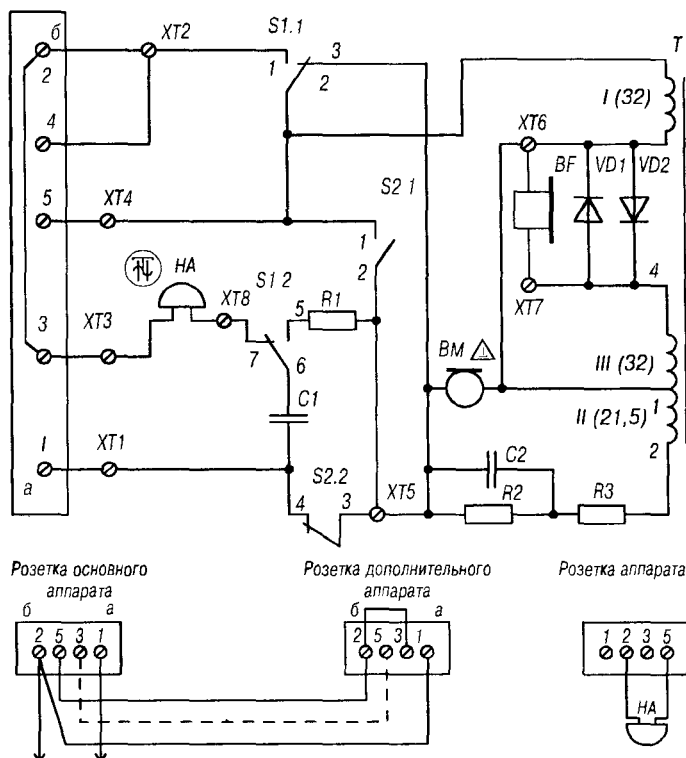 б
2
4
5
3
1
а
XT2
XT4
XT3
XT1
HA
XT8
S1.1
1
3
2
S2 1
1
2
S1 2
5
R1
7
6
C1
S2.2
4
3
XT5
BM
C2
R2
R3
T
I (32)
XT6
BF
VD1
VD2
XT7
4
III (32)
1
II (21,5)
2
Розетка основного
аппарата
б
а
2 5 3 1
Розетка дополнительного
аппарата
б
а
2 5 3 1
Розетка аппарата
1 2 3 5
HA